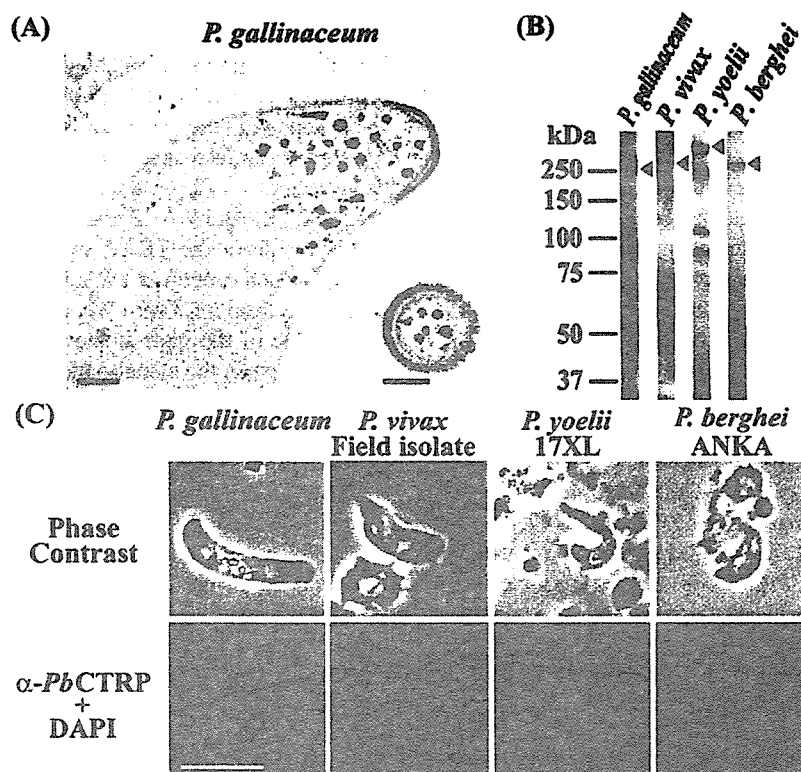 (A)
P. gallinaceum
(B)
P. gallinaceum
P. vivax
P. yoelii
P. berghei
kDa
250
150
100
75
50
37
(C)
P. gallinaceum
P. vivax
Field isolate
P. yoelii
17XL
P. berghei
ANKA
Phase
Contrast
α-PbCTRP
+
DAPI